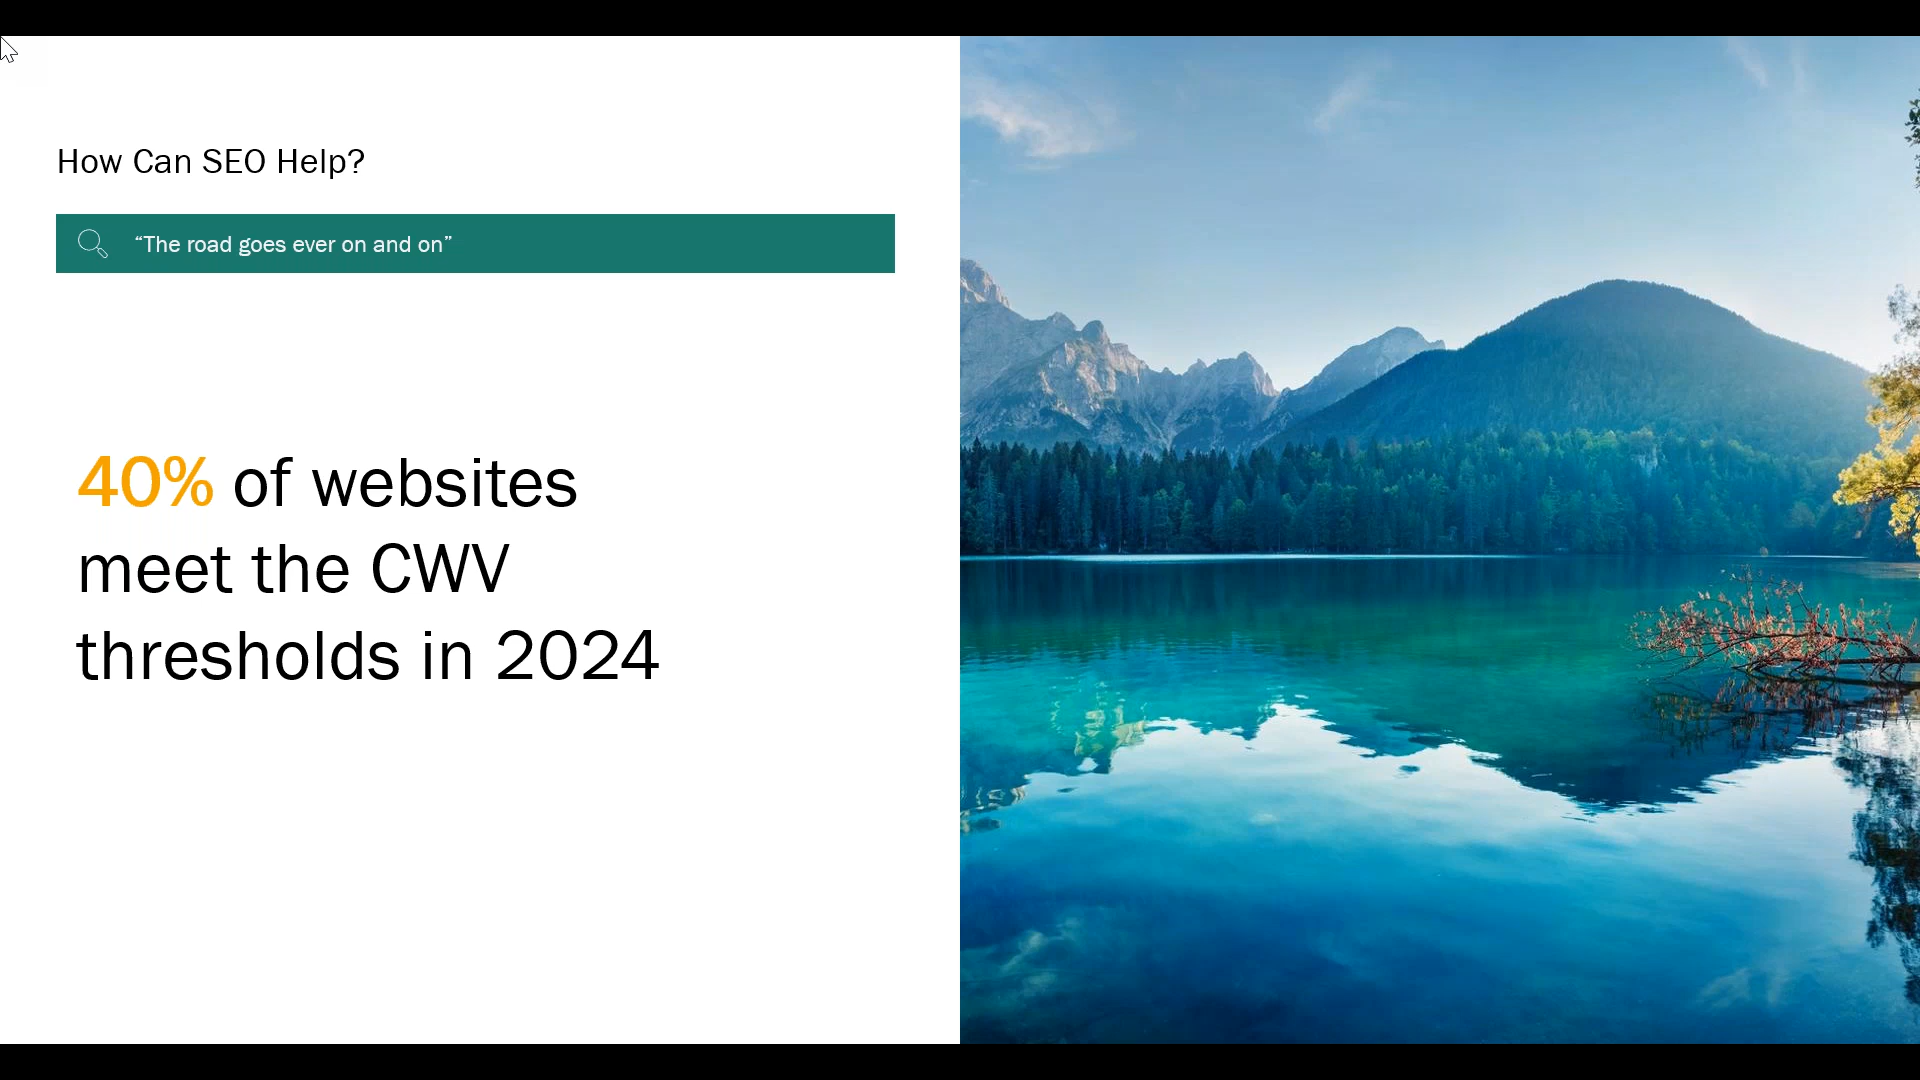 How Can SEO Help?
“The road goes ever on and on”
40% of websites
meet the CWV
thresholds in 2024